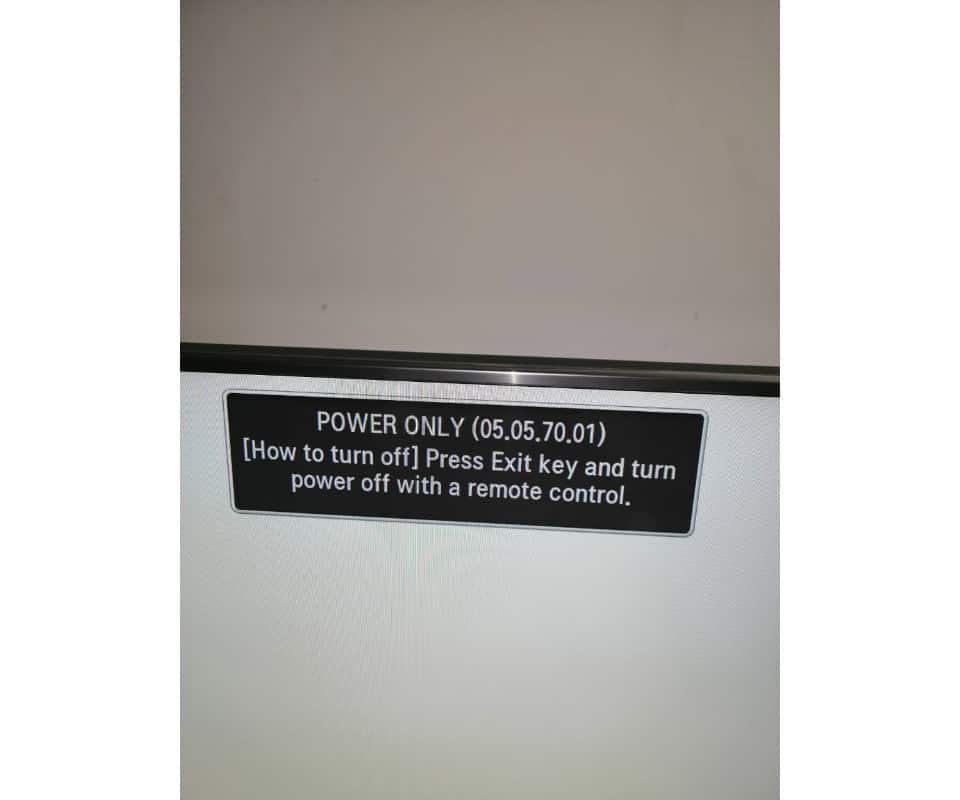 POWER ONLY (05.05.70.01)
[How to turn off] Press Exit key and turn
power off with a remote control.